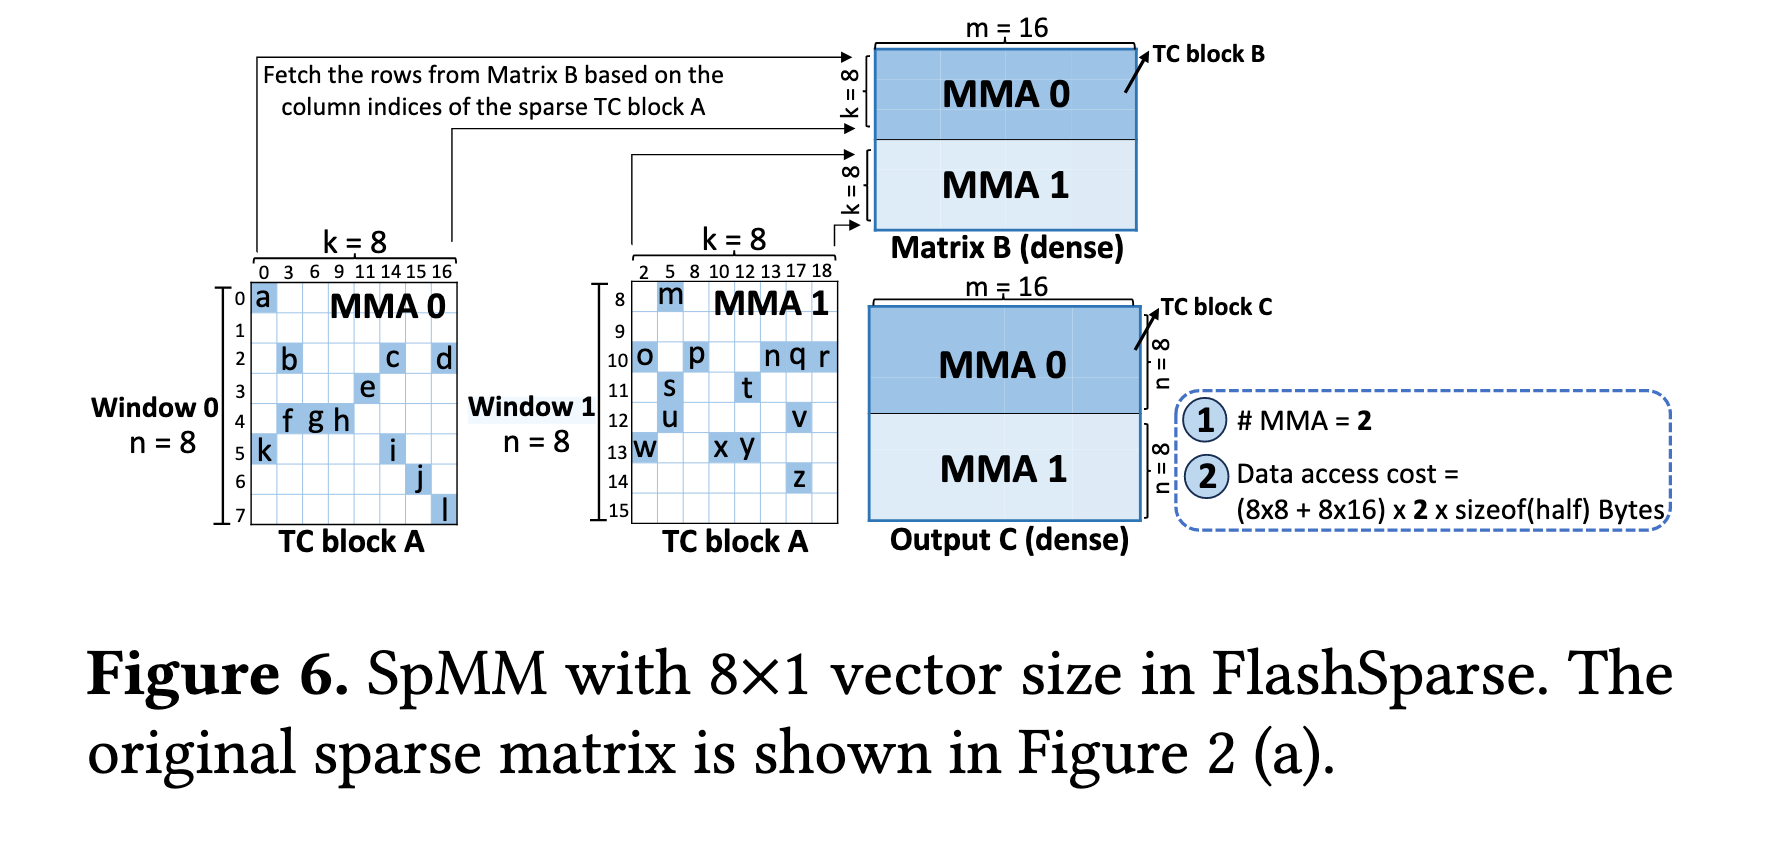 m = 16
TC block B
Fetch the rows from Matrix B based on the
column indices of the sparse TC block A
k = 8
MMA 0
k = 8
MMA 1
Matrix B (dense)
k = 8
0 3 6 9 11 14 15 16
0 a MMA 0
1
2 b c d
3 e
4 f g h
5 k i
6 j
7 l
Window 0
n = 8
TC block A
k = 8
2 5 8 10 12 13 17 18
8 m MMA 1
9
10 o p n q r
11 s t
12 u v
13 w x y
14 z
15
Window 1
n = 8
TC block A
m = 16
TC block C
MMA 0
n = 8
MMA 1
n = 8
Output C (dense)
1 # MMA = 2
2 Data access cost =
(8x8 + 8x16) x 2 x sizeof(half) Bytes
Figure 6. SpMM with 8×1 vector size in FlashSparse. The
original sparse matrix is shown in Figure 2 (a).